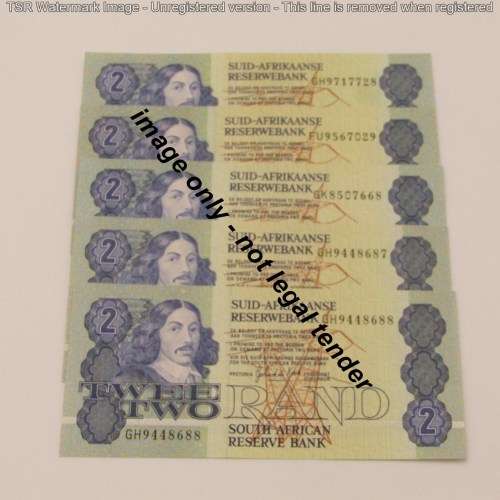 TSR Watermark Image - Unregistered version - This line is removed when registered
2
SUID-AFRIKAANSE
RESERWEBANK
GH9717728
2
SUID-AFRIKAANSE
RESERWEBANK
FU9567029
2
SUID-AFRIKAANSE
RESERWEBANK
GK8507668
2
SUID-AFRIKAANSE
RESERWEBANK
GH9448687
2
SUID-AFRIKAANSE
RESERWEBANK
GH9448688
TWEE
TWO
RAND
2
GH9448688
SOUTH AFRICAN
RESERVE BANK
image only - not legal tender